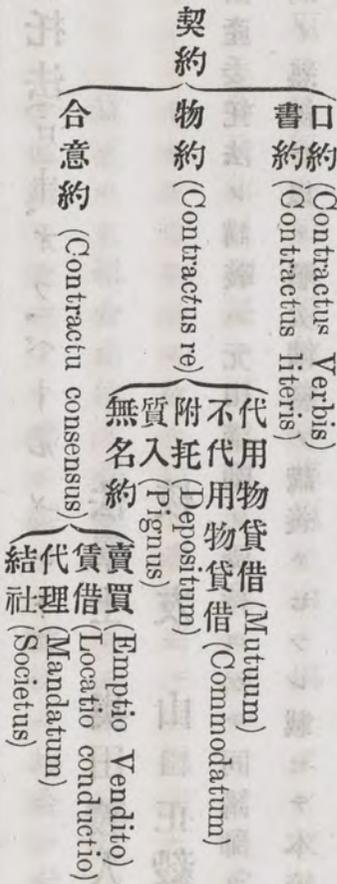 契約
口約 (Contractus Verbis)
書約 (Contractus literis)
物約 (Contractus re)
代用物貸借 (Mutuum)
不代用物貸借 (Commodatum)
附托 (Depositum)
質入 (Pignus)
無名約
合意約 (Contractu consensus)
賣買 (Emptio Vendito)
賃借 (Locatio conductio)
代理 (Mandatum)
結社 (Societus)